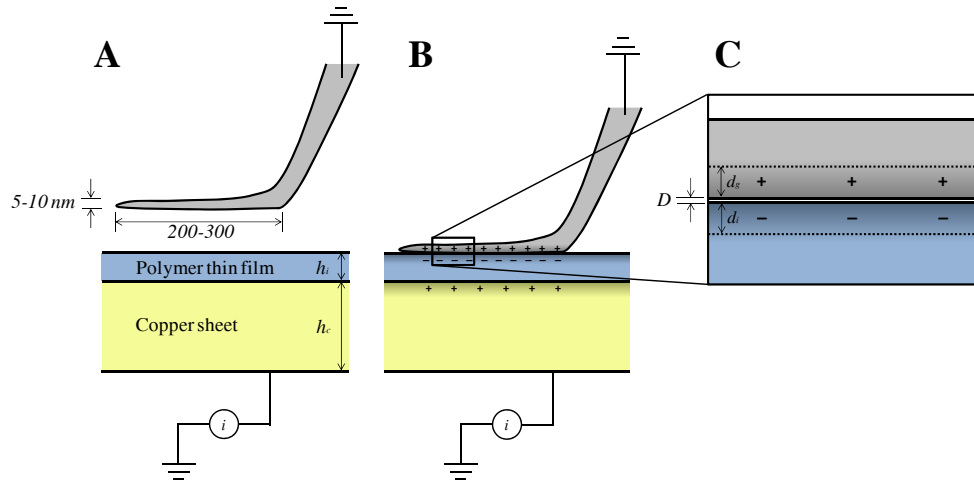 A
5-10 nm
200-300
Polymer thin film
hi
Copper sheet
hc
i
B
+ + + + + + + + +
− − − − − − − − −
+ + + + + +
i
C
dg
+ + +
D
di
− − −